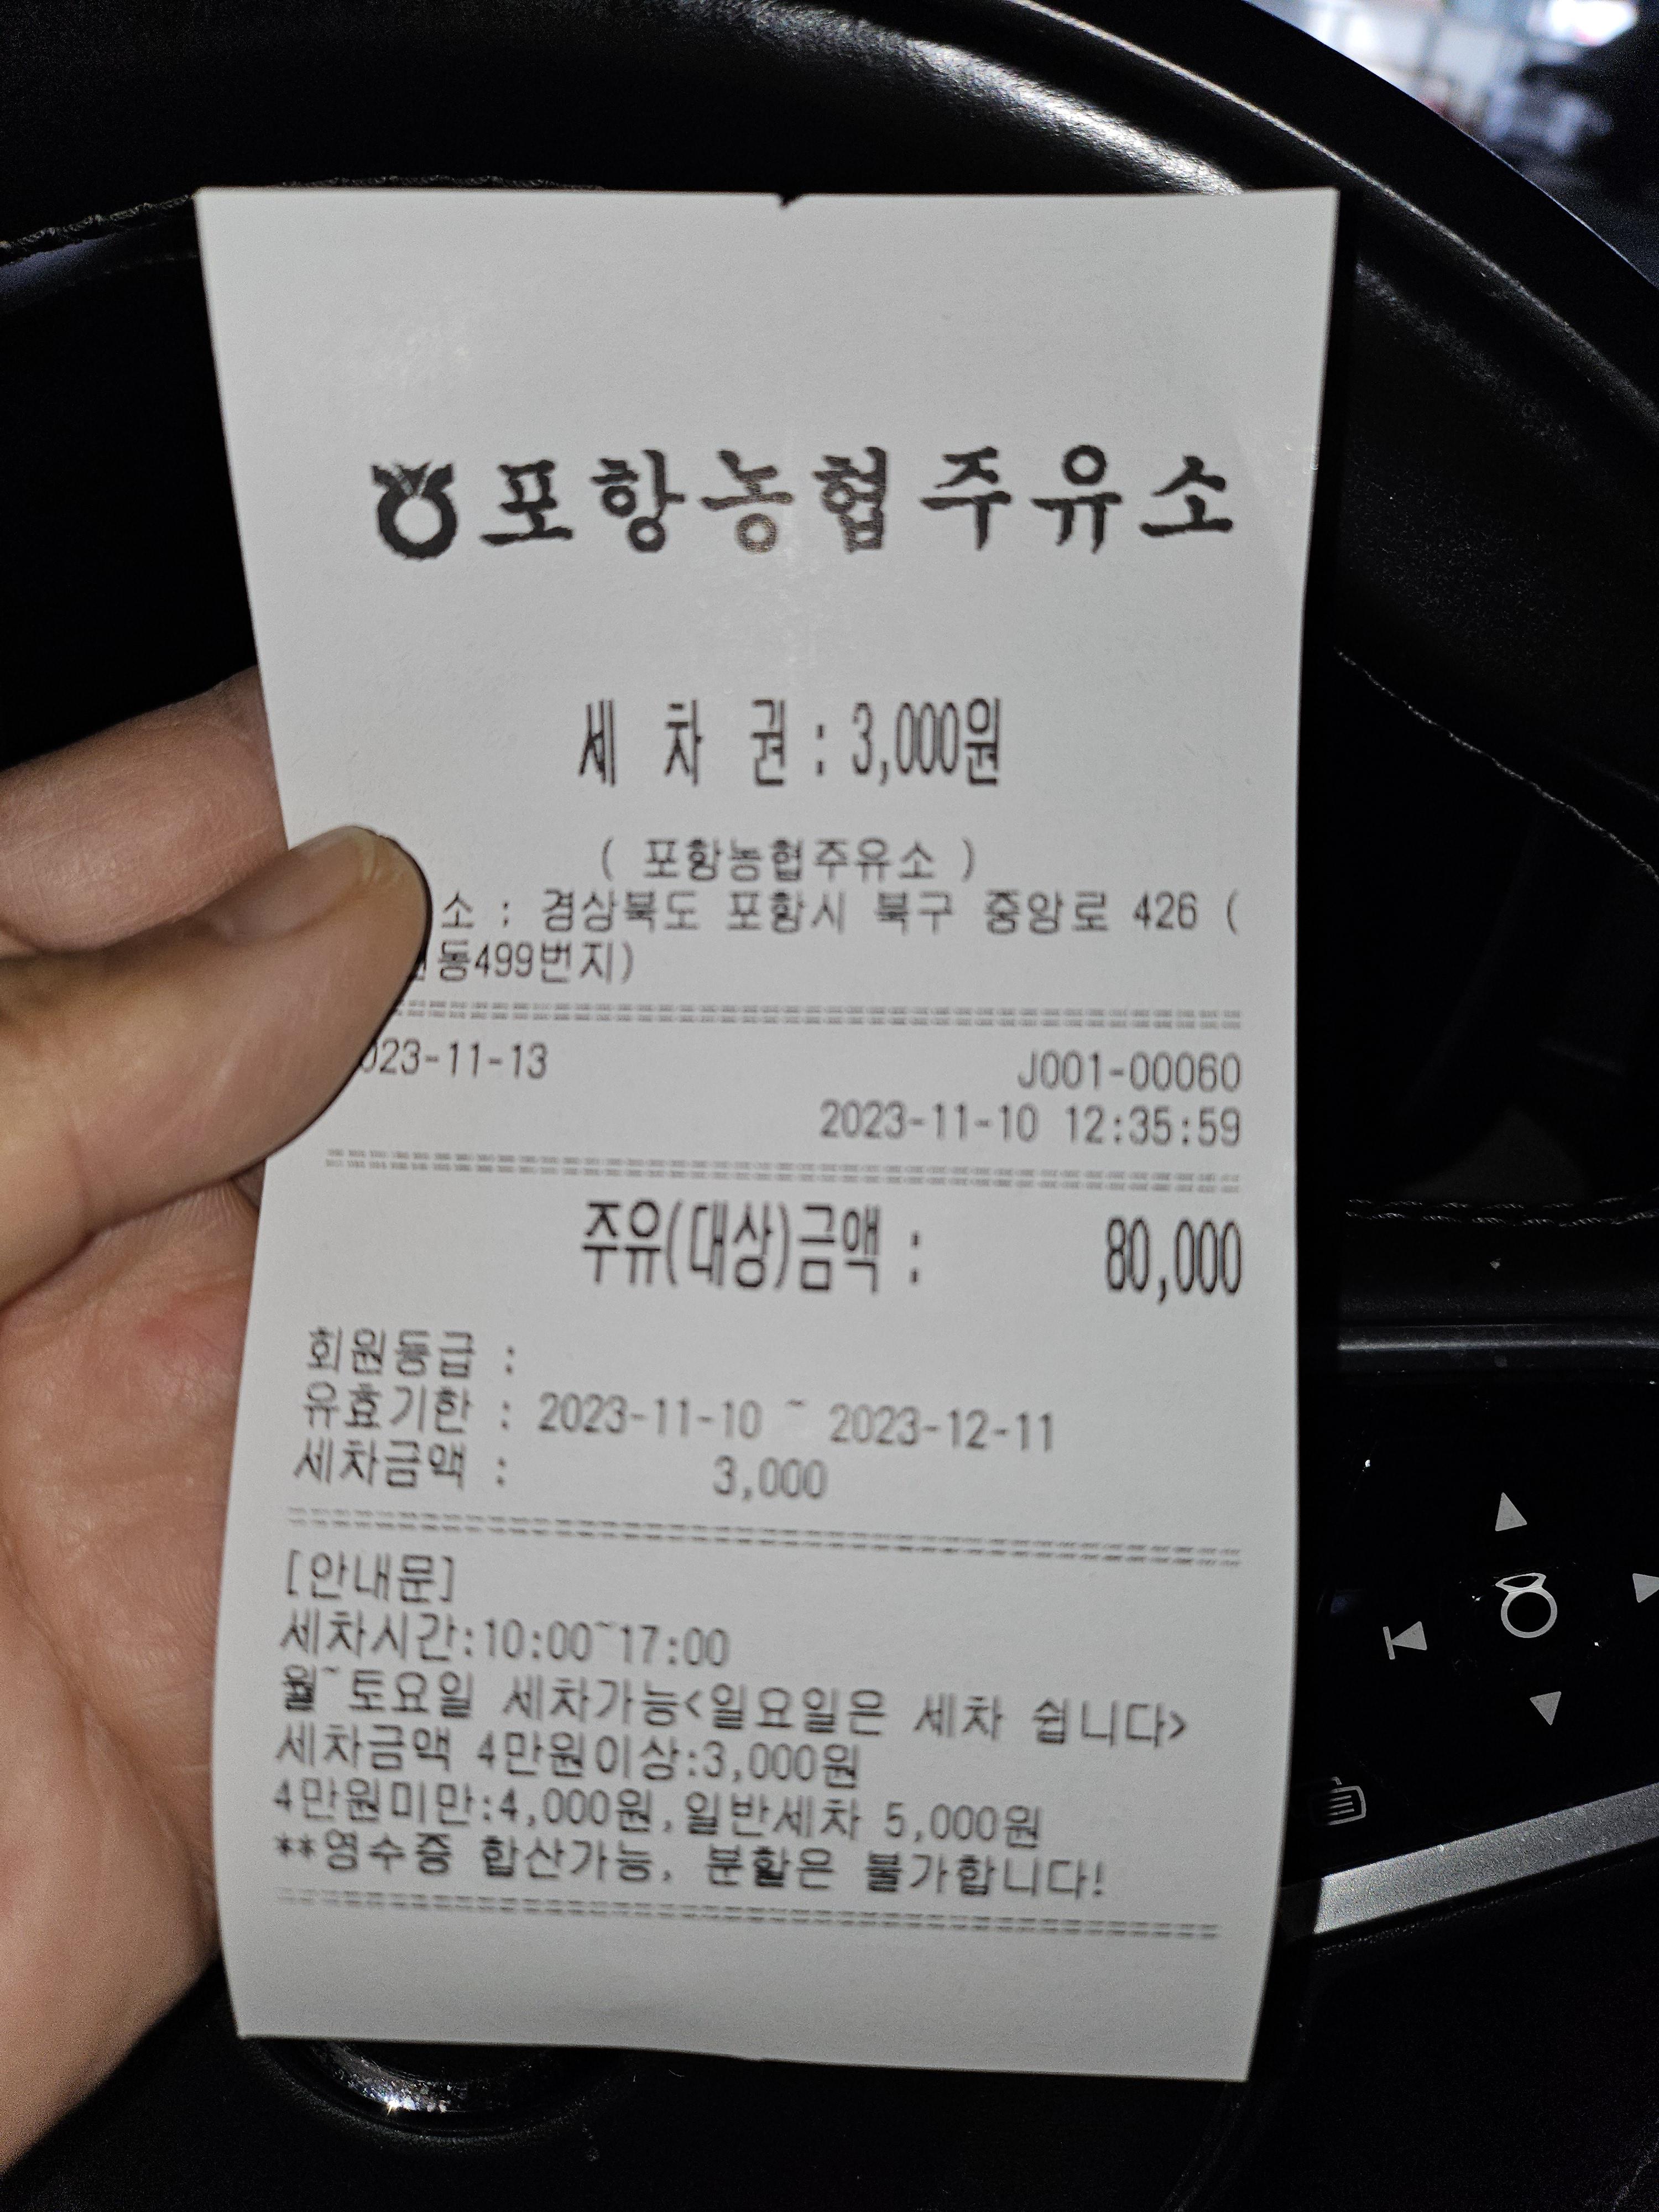 포항농협주유소
세 차 권 : 3,000원
( 포항농협주유소 )
소 : 경상북도 포항시 북구 중앙로 426 (
동499번지)
023-11-13 J001-00060
2023-11-10 12:35:59
주유(대상)금액 : 80,000
회원등급 :
유효기한 : 2023-11-10 ~ 2023-12-11
세차금액 : 3,000
[안내문]
세차시간:10:00~17:00
월~토요일 세차가능<일요일은 세차 쉽니다>
세차금액 4만원이상:3,000원
4만원미만:4,000원,일반세차 5,000원
**영수증 합산가능, 분할은 불가합니다!